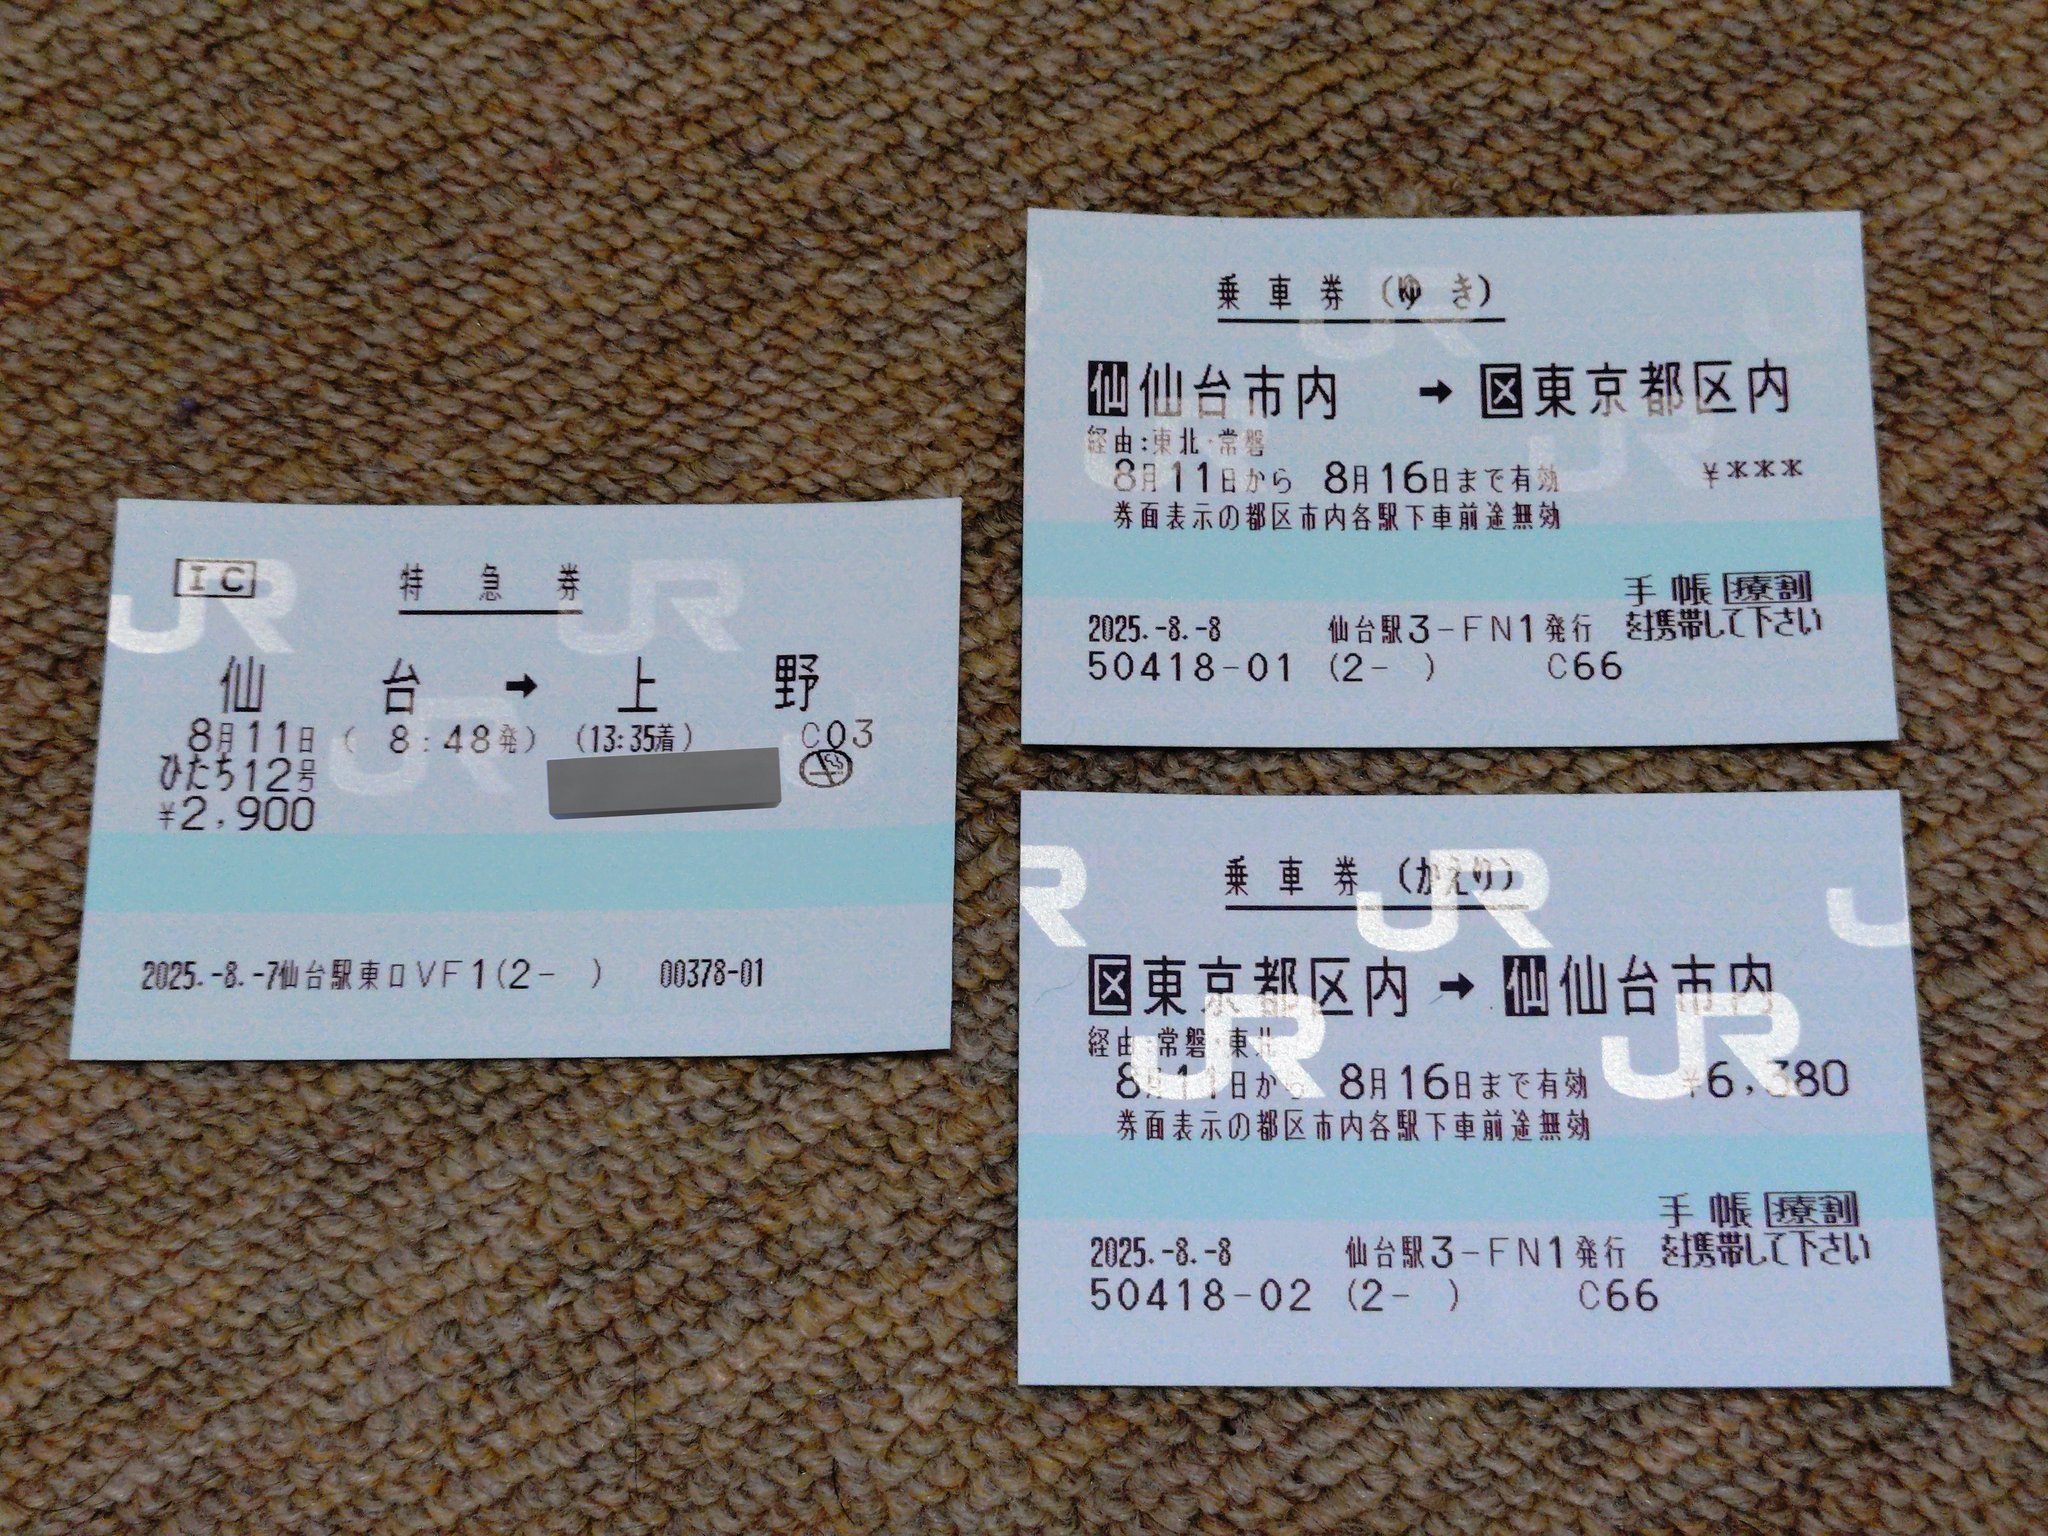 IC 特急券
仙台 → 上野
8月11日 ( 8:48発) (13:35着) C03
ひたち12号
¥2,900
2025.-8.-7仙台駅東口VF1(2- ) 00378-01
乗車券(ゆき)
仙 仙台市内 → 区 東京都区内
経由:東北・常磐
8月11日から 8月16日まで有効 ¥***
券面表示の都区市内各駅下車前途無効
手帳 療割
2025.-8.-8 仙台駅3-FN1発行 を携帯して下さい
50418-01 (2- ) C66
乗車券(かえり)
区 東京都区内 → 仙 仙台市内
経由:常磐・東北
8月11日から 8月16日まで有効 ¥6,380
券面表示の都区市内各駅下車前途無効
手帳 療割
2025.-8.-8 仙台駅3-FN1発行 を携帯して下さい
50418-02 (2- ) C66